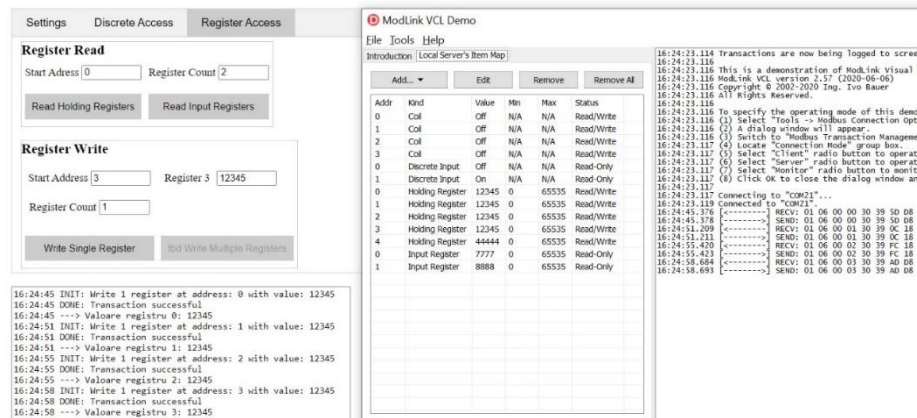 Settings Discrete Access Register Access
Register Read
Start Adress 0 Register Count 2
Read Holding Registers Read Input Registers
Register Write
Start Address 3 Register 3 12345
Register Count 1
Write Single Register tbd Write Multiple Registers
16:24:45 INIT: Write 1 register at address: 0 with value: 12345
16:24:45 DONE: Transaction successful
16:24:45 ---> Valoare registru 0: 12345
16:24:51 INIT: Write 1 register at address: 1 with value: 12345
16:24:51 DONE: Transaction successful
16:24:51 ---> Valoare registru 1: 12345
16:24:55 INIT: Write 1 register at address: 2 with value: 12345
16:24:55 DONE: Transaction successful
16:24:55 ---> Valoare registru 2: 12345
16:24:58 INIT: Write 1 register at address: 3 with value: 12345
16:24:58 DONE: Transaction successful
16:24:58 ---> Valoare registru 3: 12345
ModLink VCL Demo
File Tools Help
Introduction Local Server's Item Map
Add... Edit Remove Remove All
Addr Kind Value Min Max Status
0 Coil Off N/A N/A Read/Write
1 Coil Off N/A N/A Read/Write
2 Coil Off N/A N/A Read/Write
3 Coil Off N/A N/A Read/Write
0 Discrete Input Off N/A N/A Read-Only
1 Discrete Input On N/A N/A Read-Only
0 Holding Register 12345 0 65535 Read/Write
1 Holding Register 12345 0 65535 Read/Write
2 Holding Register 12345 0 65535 Read/Write
3 Holding Register 12345 0 65535 Read/Write
4 Holding Register 44444 0 65535 Read/Write
0 Input Register 7777 0 65535 Read-Only
1 Input Register 8888 0 65535 Read-Only
16:24:23.114 Transactions are now being logged to scree
16:24:23.116
16:24:23.116 This is a demonstration of ModLink Visual
16:24:23.116 ModLink VCL version 2.57 (2020-06-06)
16:24:23.116 Copyright © 2002-2020 Ing. Ivo Bauer
16:24:23.116 All Rights Reserved.
16:24:23.116
16:24:23.116 To specify the operating mode of this demo
16:24:23.116 (1) Select "Tools -> Modbus Connection Opt
16:24:23.116 (2) A dialog window will appear.
16:24:23.117 (3) Switch to "Modbus Transaction Manageme
16:24:23.117 (4) Locate "Connection Mode" group box.
16:24:23.117 (5) Select "Client" radio button to operat
16:24:23.117 (6) Select "Server" radio button to operat
16:24:23.117 (7) Select "Monitor" radio button to monit
16:24:23.117 (8) Click OK to close the dialog window an
16:24:23.117
16:24:23.117 Connecting to "COM21"...
16:24:23.119 Connected to "COM21".
16:24:45.376 [<--------] RECV: 01 06 00 00 30 39 5D D8
16:24:45.378 [-------->] SEND: 01 06 00 00 30 39 5D D8
16:24:51.209 [<--------] RECV: 01 06 00 01 30 39 0C 18
16:24:51.211 [-------->] SEND: 01 06 00 01 30 39 0C 18
16:24:55.420 [<--------] RECV: 01 06 00 02 30 39 FC 18
16:24:55.423 [-------->] SEND: 01 06 00 02 30 39 FC 18
16:24:58.684 [<--------] RECV: 01 06 00 03 30 39 AD D8
16:24:58.693 [-------->] SEND: 01 06 00 03 30 39 AD D8